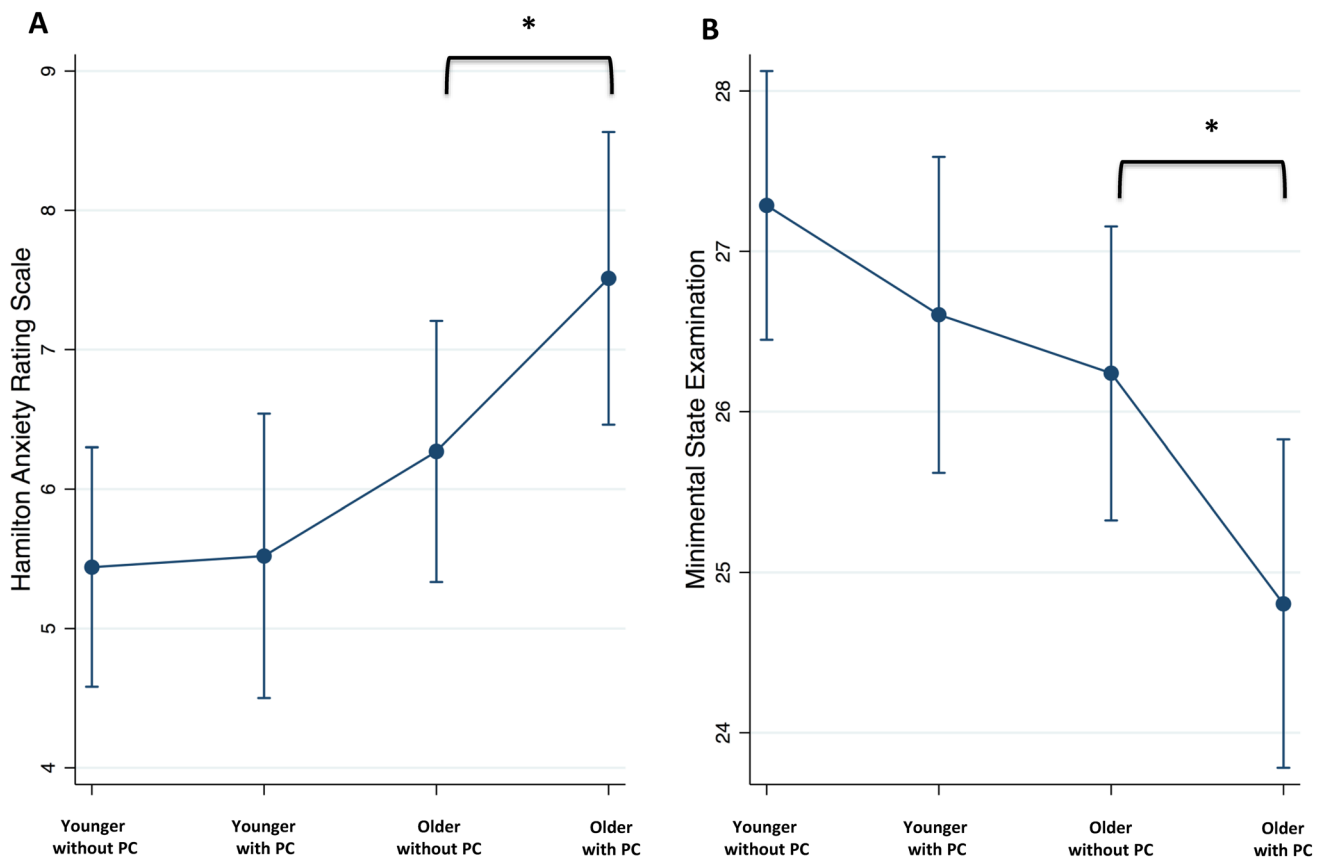 A
*
Hamilton Anxiety Rating Scale
9
8
7
6
5
4
Younger
without PC
Younger
with PC
Older
without PC
Older
with PC
B
*
Minimental State Examination
28
27
26
25
24
Younger
without PC
Younger
with PC
Older
without PC
Older
with PC